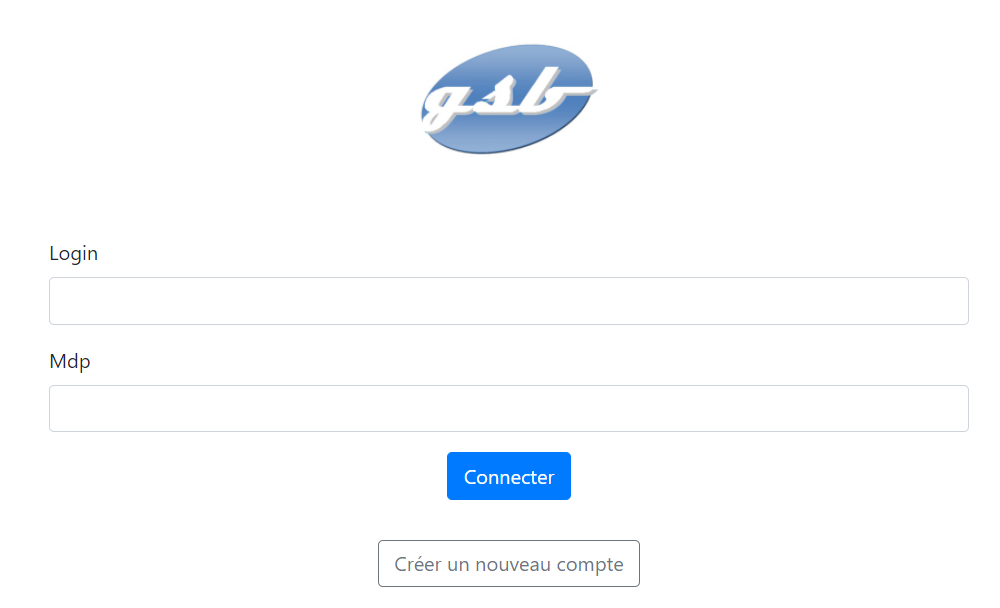 gsb
Login
Mdp
Connecter
Créer un nouveau compte